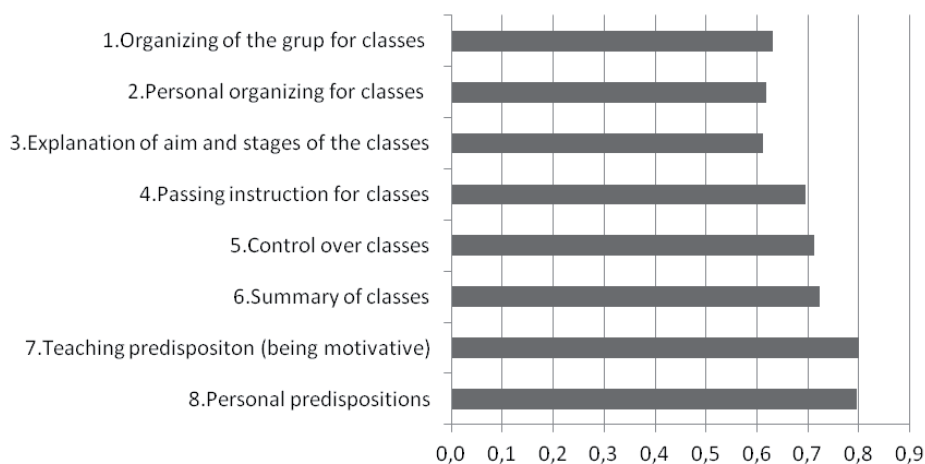 1.Organizing of the grup for classes
2.Personal organizing for classes
3.Explanation of aim and stages of the classes
4.Passing instruction for classes
5.Control over classes
6.Summary of classes
7.Teaching predispositon (being motivative)
8.Personal predispositions
0,0 0,1 0,2 0,3 0,4 0,5 0,6 0,7 0,8 0,9